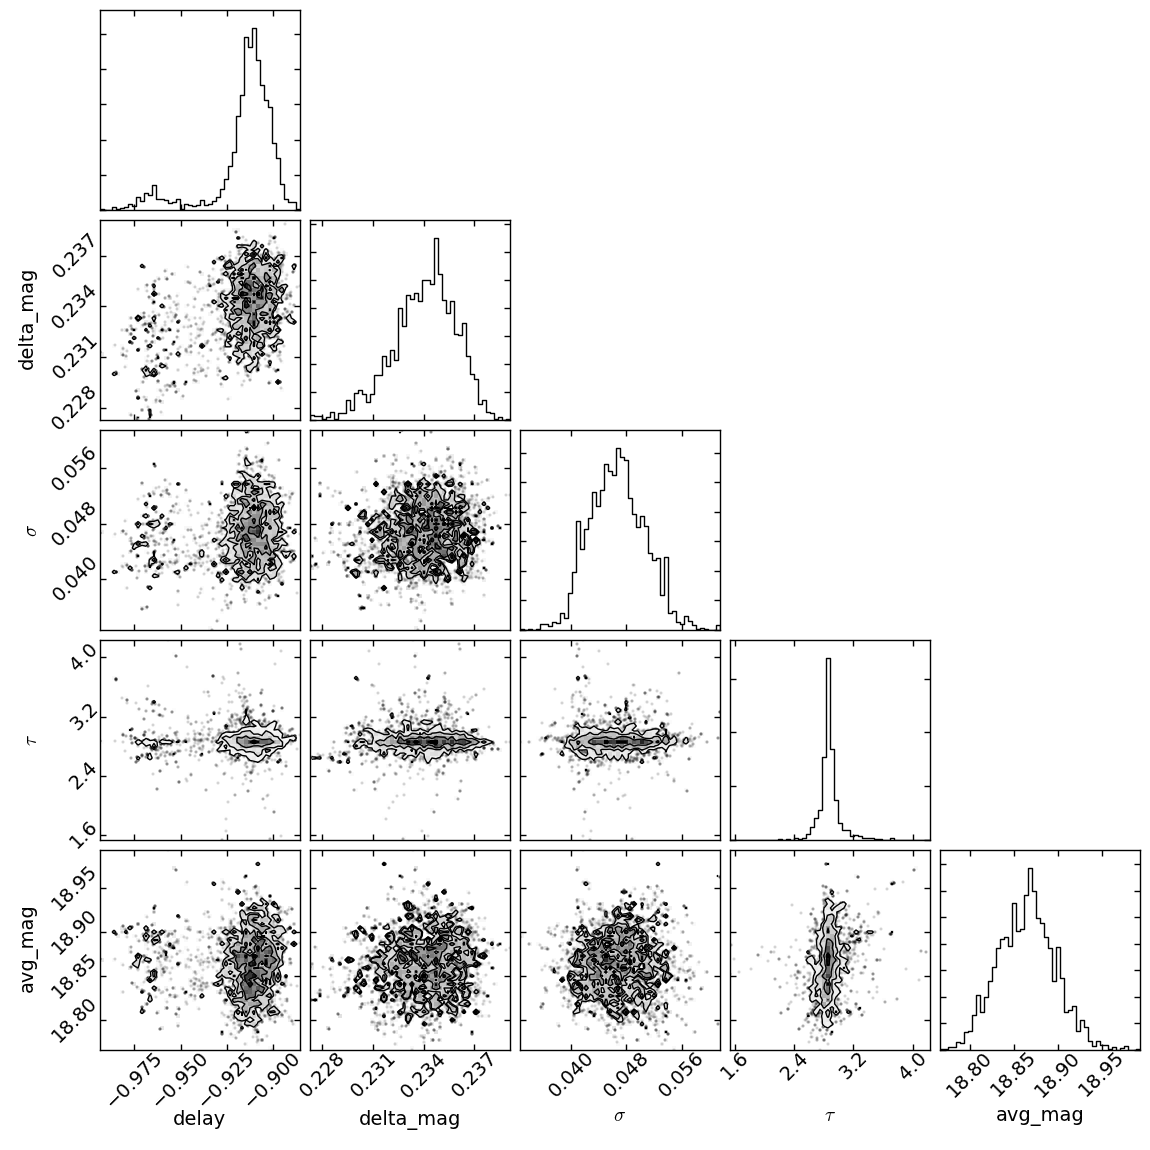 delta_mag
0.237
0.234
0.231
0.228
σ
0.056
0.048
0.040
τ
4.0
3.2
2.4
1.6
avg_mag
18.95
18.90
18.85
18.80
−0.975 −0.950 −0.925 −0.900
0.228 0.231 0.234 0.237
0.040 0.048 0.056
1.6 2.4 3.2 4.0
18.80 18.85 18.90 18.95
delay
delta_mag
σ
τ
avg_mag